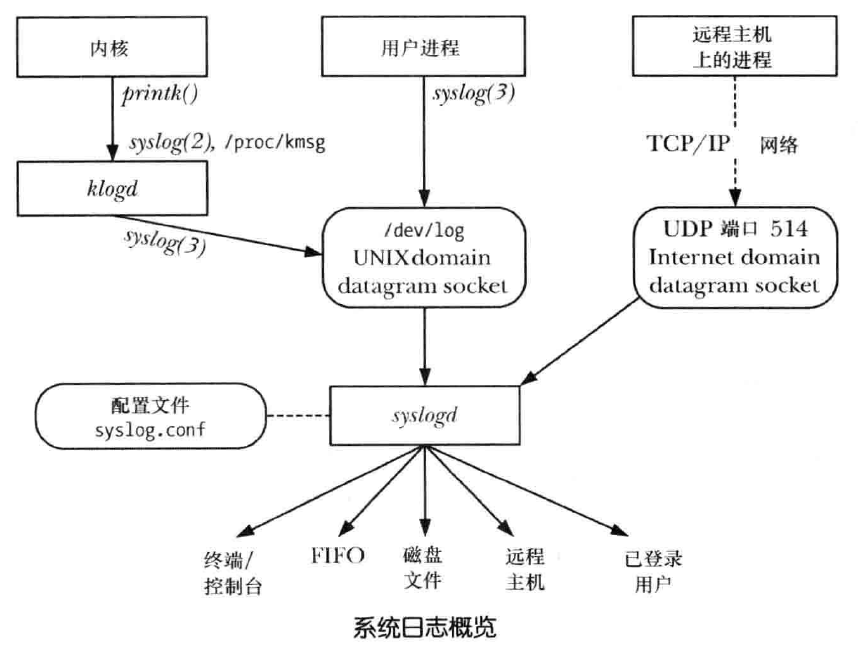 内核
用户进程
远程主机
上的进程
printk()
syslog(3)
syslog(2), /proc/kmsg
TCP/IP 网络
klogd
syslog(3)
/dev/log
UNIX domain
datagram socket
UDP 端口 514
Internet domain
datagram socket
配置文件
syslog.conf
syslogd
终端/
控制台
FIFO
磁盘
文件
远程
主机
已登录
用户
系统日志概览